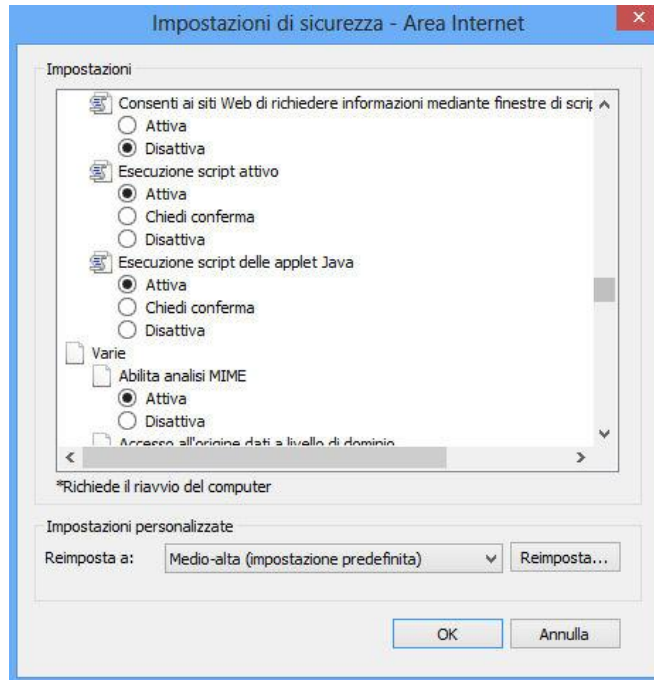 Impostazioni di sicurezza - Area Internet
Impostazioni
Consenti ai siti Web di richiedere informazioni mediante finestre di scrip
Attiva
Disattiva
Esecuzione script attivo
Attiva
Chiedi conferma
Disattiva
Esecuzione script delle applet Java
Attiva
Chiedi conferma
Disattiva
Varie
Abilita analisi MIME
Attiva
Disattiva
Accesso all'origine dati a livello di dominio
*Richiede il riavvio del computer
Impostazioni personalizzate
Reimposta a: Medio-alta (impostazione predefinita) Reimposta...
OK Annulla